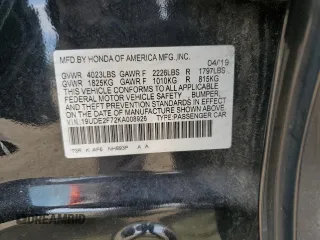 MFD. BY HONDA OF AMERICA MFG.,INC. 04/19
GVWR 4023LBS GAWR F 2226LBS R 1797LBS
GVWR 1825KG GAWR F 1010KG R 815KG
THIS VEHICLE CONFORMS TO ALL APPLICABLE
FEDERAL MOTOR VEHICLE SAFETY, BUMPER,
AND THEFT PREVENTION STANDARDS IN EFFECT
ON THE DATE OF MANUFACTURE SHOWN ABOVE.
V.I.N.:19UDE2F72KA008926 TYPE:PASSENGER CAR
A A